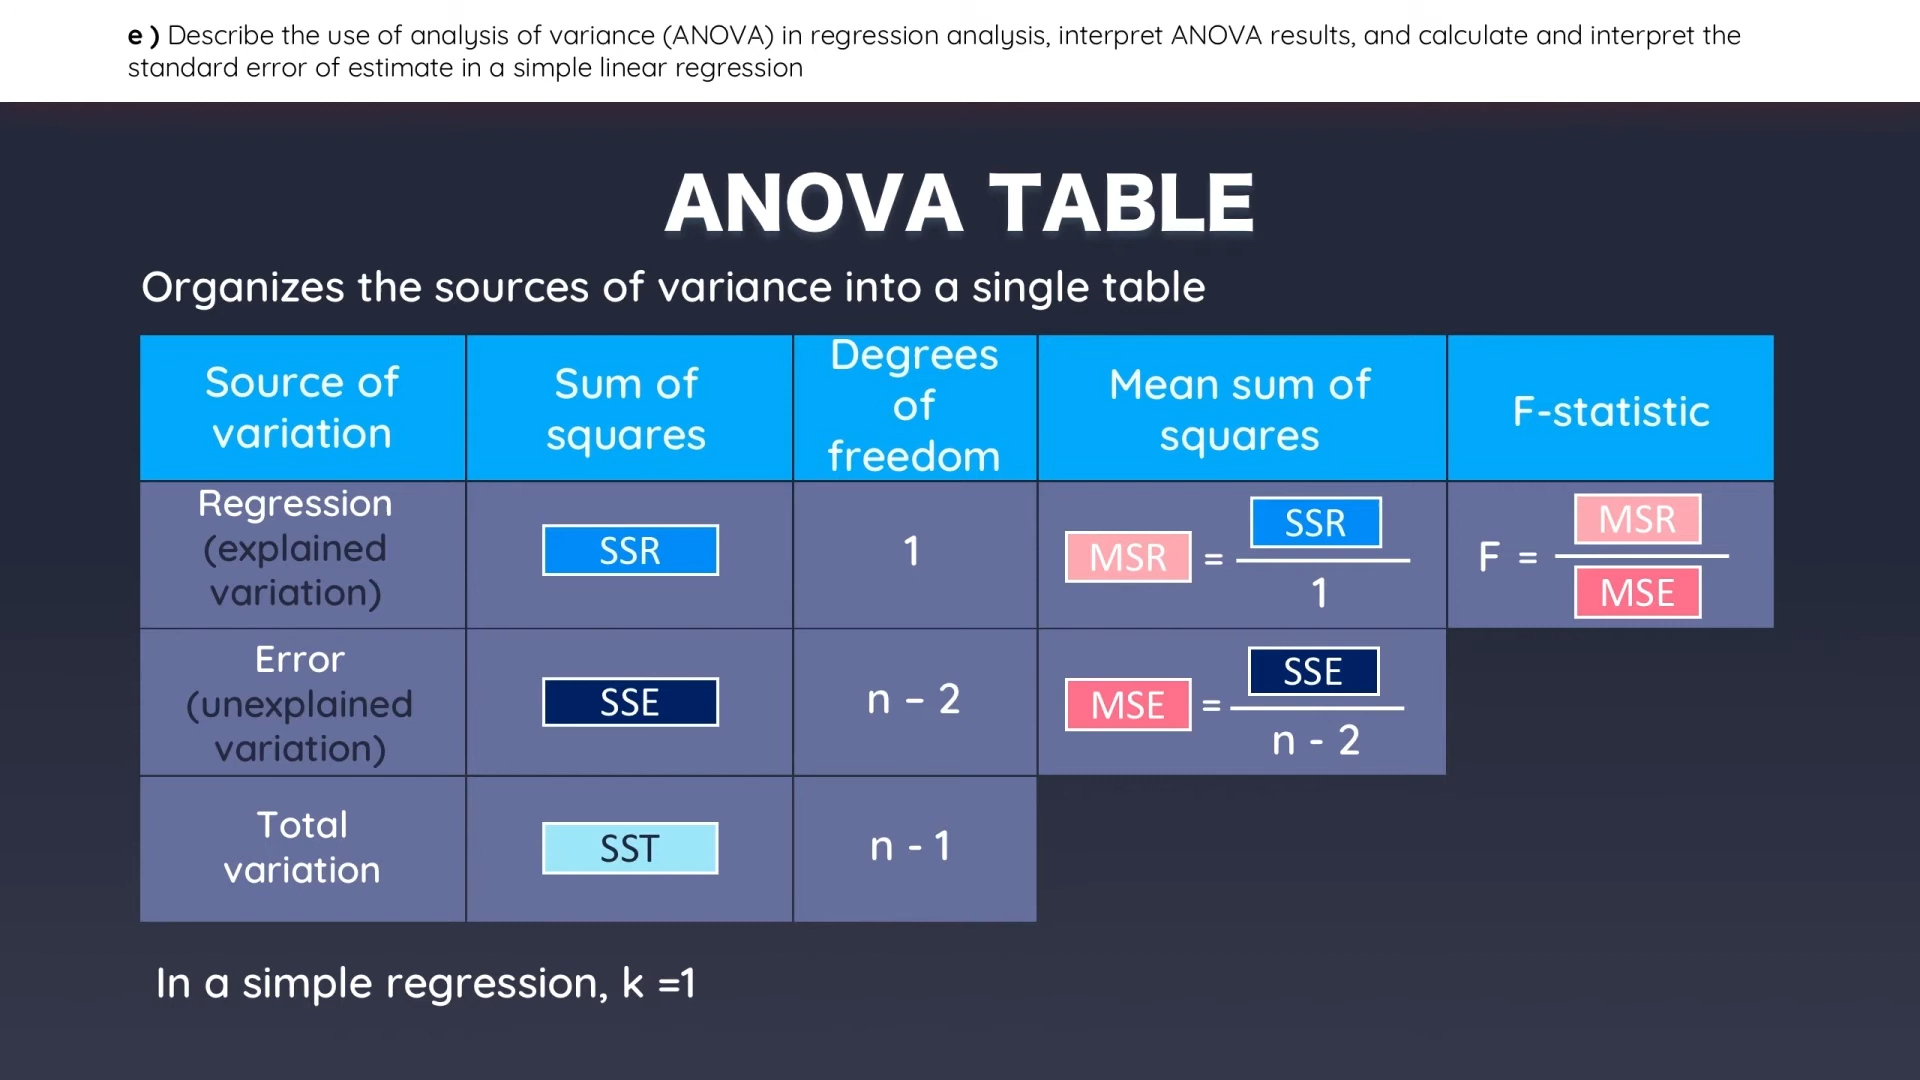 e ) Describe the use of analysis of variance (ANOVA) in regression analysis, interpret ANOVA results, and calculate and interpret the
standard error of estimate in a simple linear regression
ANOVA TABLE
Organizes the sources of variance into a single table
Source of
variation
Sum of
squares
Degrees
of
freedom
Mean sum of
squares
F-statistic
Regression
(explained
variation)
SSR
1
MSR = SSR
1
F = MSR
MSE
Error
(unexplained
variation)
SSE
n – 2
MSE = SSE
n - 2
Total
variation
SST
n - 1
In a simple regression, k =1